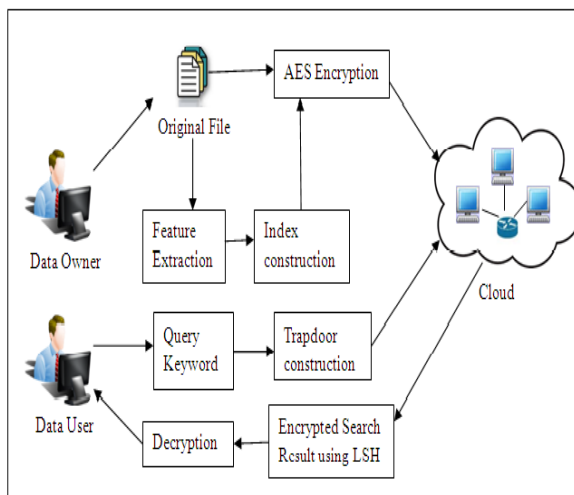 AES Encryption
Original File
Feature
Extraction
Index
construction
Data Owner
Cloud
Query
Keyword
Trapdoor
construction
Data User
Decryption
Encrypted Search
Result using LSH